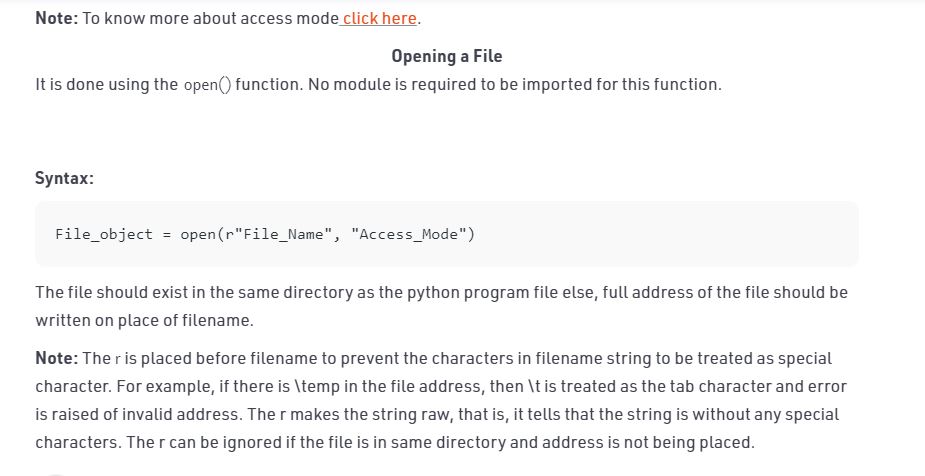 Note: To know more about access mode click here.
Opening a File
It is done using the open() function. No module is required to be imported for this function.
Syntax:
File_object = open(r"File_Name", "Access_Mode")
The file should exist in the same directory as the python program file else, full address of the file should be
written on place of filename.
Note: The r is placed before filename to prevent the characters in filename string to be treated as special
character. For example, if there is \temp in the file address, then \t is treated as the tab character and error
is raised of invalid address. The r makes the string raw, that is, it tells that the string is without any special
characters. The r can be ignored if the file is in same directory and address is not being placed.